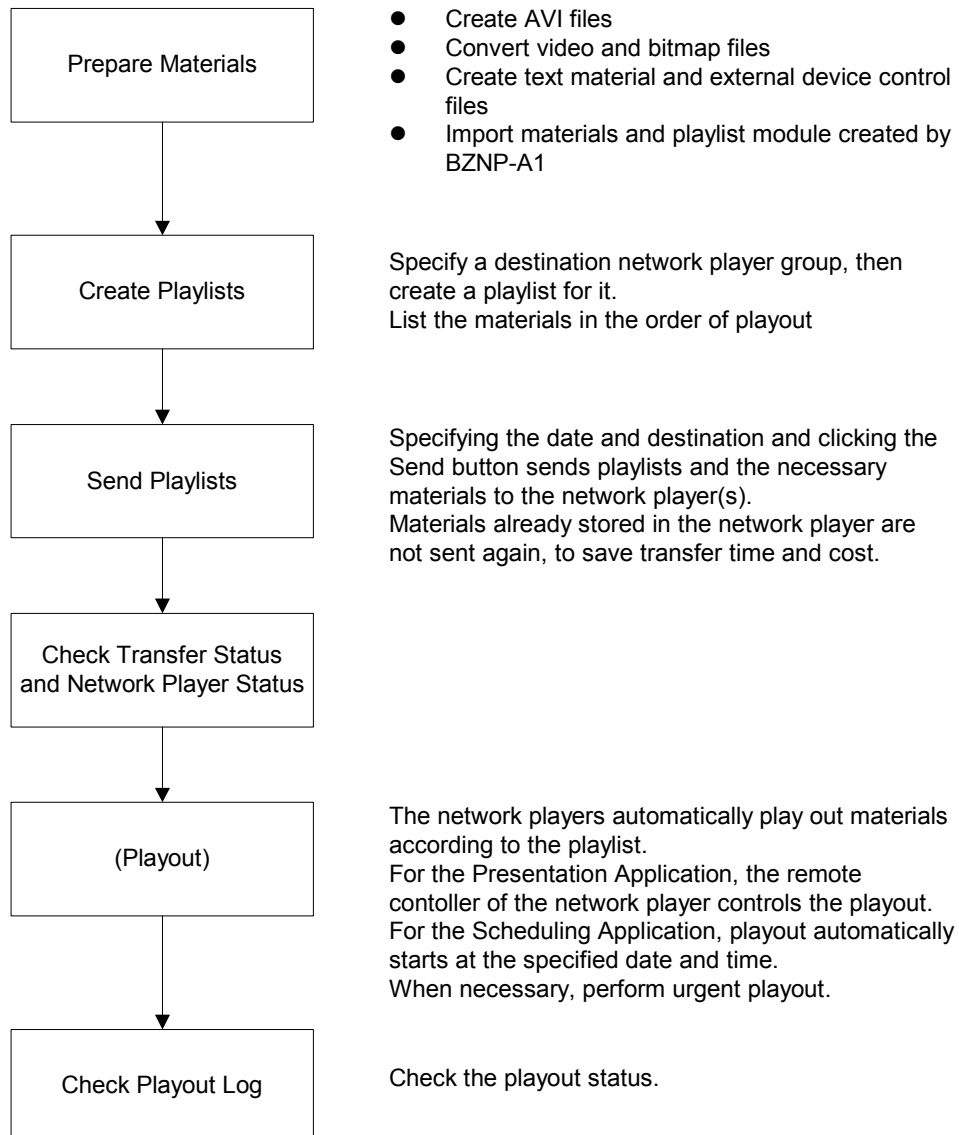 Prepare Materials
● Create AVI files
● Convert video and bitmap files
● Create text material and external device control
files
● Import materials and playlist module created by
BZNP-A1
Create Playlists
Specify a destination network player group, then
create a playlist for it.
List the materials in the order of playout
Send Playlists
Specifying the date and destination and clicking the
Send button sends playlists and the necessary
materials to the network player(s).
Materials already stored in the network player are
not sent again, to save transfer time and cost.
Check Transfer Status
and Network Player Status
(Playout)
The network players automatically play out materials
according to the playlist.
For the Presentation Application, the remote
contoller of the network player controls the playout.
For the Scheduling Application, playout automatically
starts at the specified date and time.
When necessary, perform urgent playout.
Check Playout Log
Check the playout status.